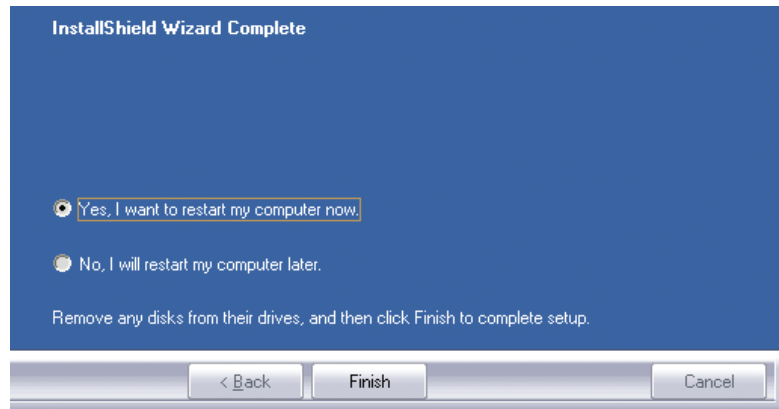 InstallShield Wizard Complete
Yes, I want to restart my computer now.
No, I will restart my computer later.
Remove any disks from their drives, and then click Finish to complete setup.
< Back Finish Cancel